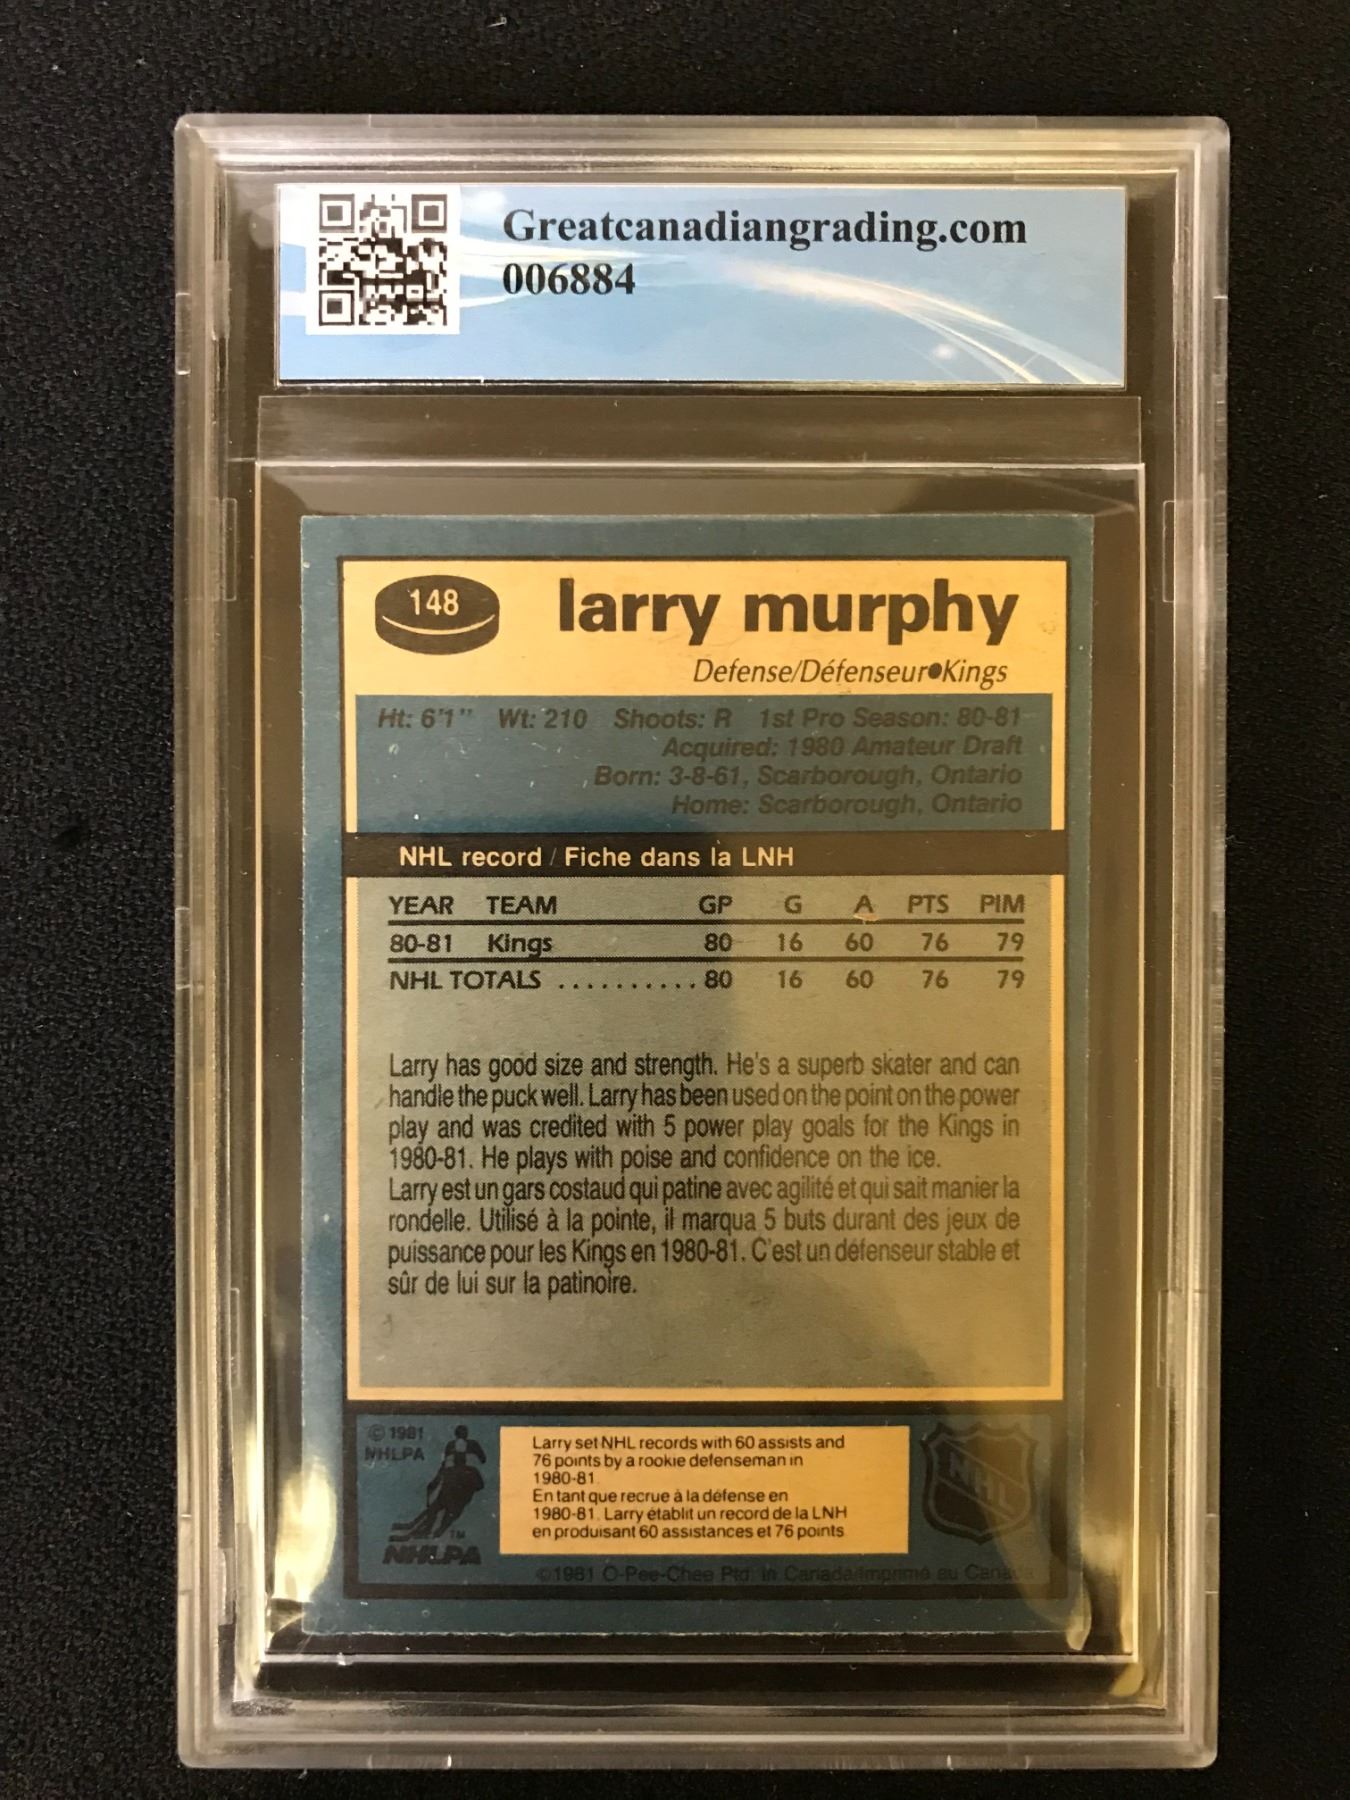 Greatcanadiangrading.com
006884
148
larry murphy
Defense/Défenseur•Kings
Ht: 6'1" Wt: 210 Shoots: R 1st Pro Season: 80-81
Acquired: 1980 Amateur Draft
Born: 3-8-61, Scarborough, Ontario
Home: Scarborough, Ontario
NHL record / Fiche dans la LNH
YEAR TEAM GP G A PTS PIM
80-81 Kings 80 16 60 76 79
NHL TOTALS .......... 80 16 60 76 79
Larry has good size and strength. He's a superb skater and can
handle the puck well. Larry has been used on the point on the power
play and was credited with 5 power play goals for the Kings in
1980-81. He plays with poise and confidence on the ice.
Larry est un gars costaud qui patine avec agilité et qui sait manier la
rondelle. Utilisé à la pointe, il marqua 5 buts durant des jeux de
puissance pour les Kings en 1980-81. C'est un défenseur stable et
sûr de lui sur la patinoire.
© 1981
NHLPA
TM
NHLPA
Larry set NHL records with 60 assists and
76 points by a rookie defenseman in
1980-81.
En tant que recrue à la défense en
1980-81. Larry établit un record de la LNH
en produisant 60 assistances et 76 points
NHL
©1981 O-Pee-Chee Ptd. in Canada/Imprimé au Canada